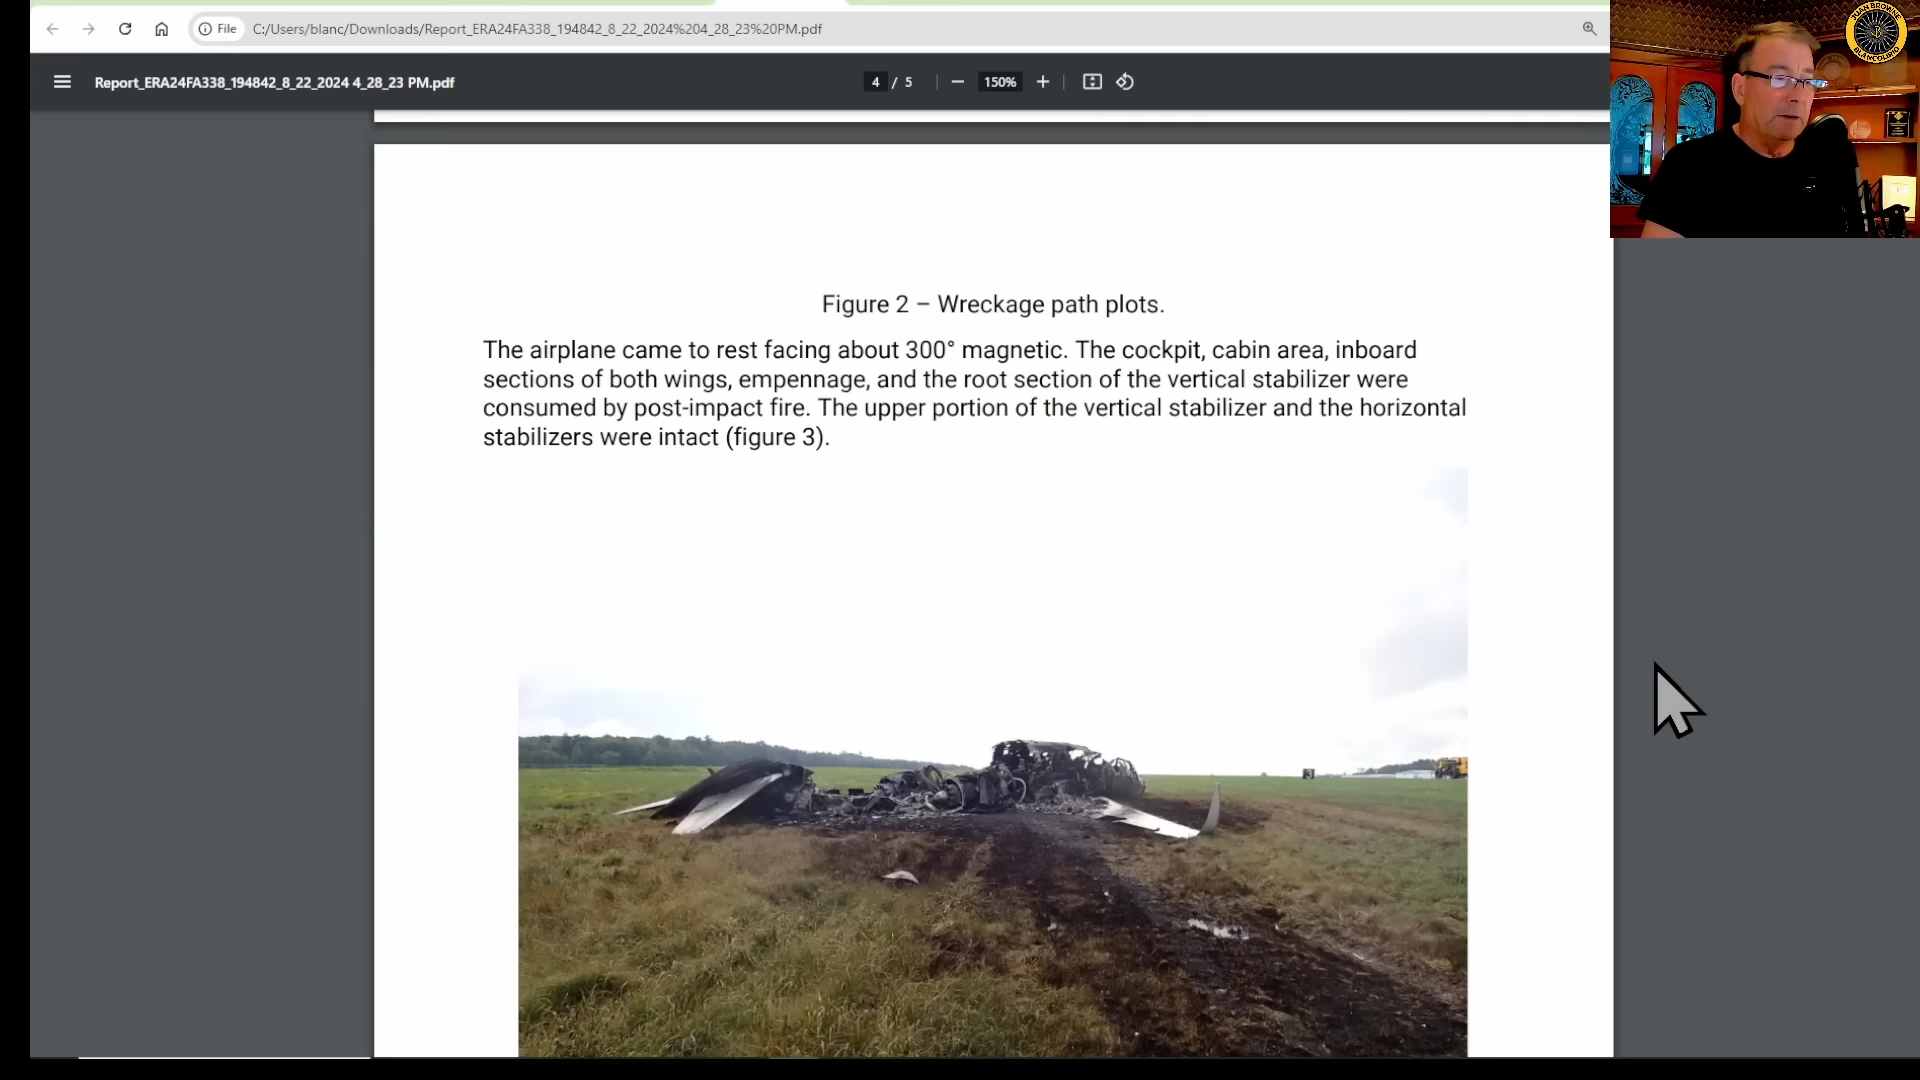 File
C:/Users/blanc/Downloads/Report_ERA24FA338_194842_8_22_2024%204_28_23%20PM.pdf
Report_ERA24FA338_194842_8_22_2024 4_28_23 PM.pdf
4 / 5
150%
JUAN BROWNE
BLANCOLIRIO
Figure 2 – Wreckage path plots.
The airplane came to rest facing about 300° magnetic. The cockpit, cabin area, inboard
sections of both wings, empennage, and the root section of the vertical stabilizer were
consumed by post-impact fire. The upper portion of the vertical stabilizer and the horizontal
stabilizers were intact (figure 3).